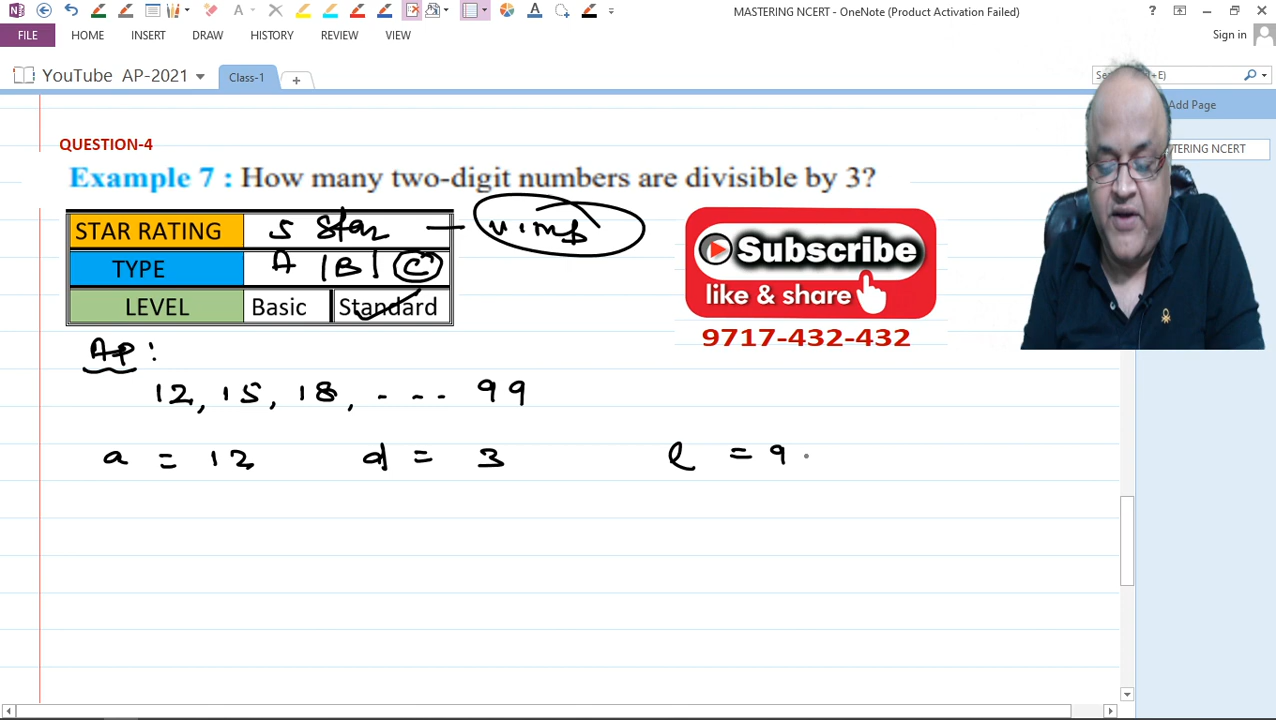 MASTERING NCERT - OneNote (Product Activation Failed)
FILE HOME INSERT DRAW HISTORY REVIEW VIEW
Sign in
YouTube AP-2021 Class-1
Add Page
QUESTION-4
Example 7 : How many two-digit numbers are divisible by 3?
STAR RATING 5 Star – v.imp
TYPE A |B| C
LEVEL Basic Standard
Subscribe
like & share
9717-432-432
AP :
12, 15, 18, - -- 99
a = 12 d = 3 l = 9